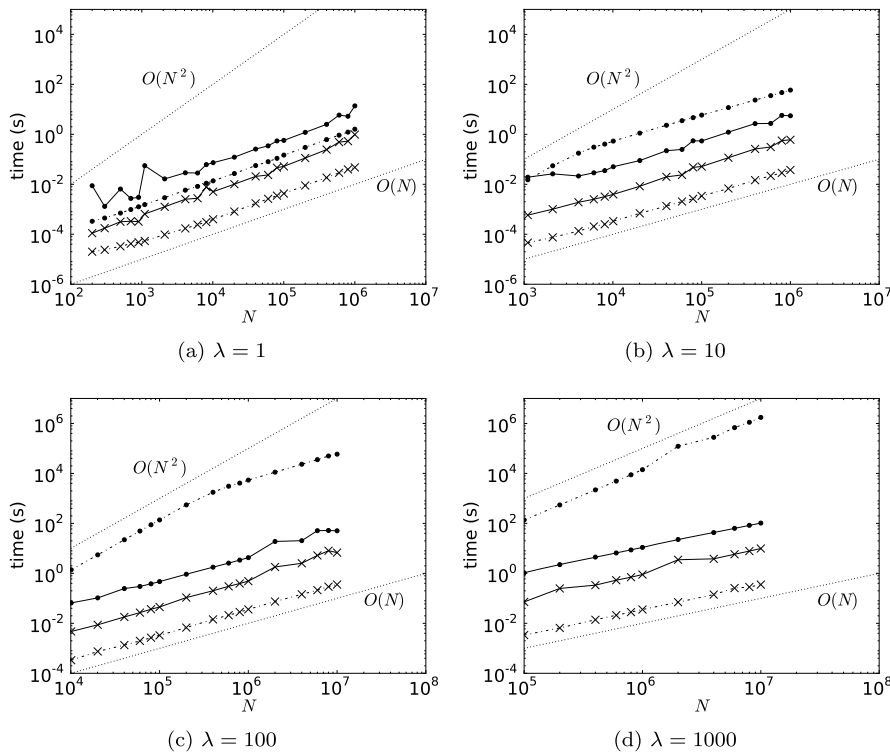 10^4
10^2
10^0
10^{-2}
10^{-4}
10^{-6}
time (s)
O(N^2)
O(N)
10^2 10^3 10^4 10^5 10^6 10^7
N
(a) λ = 1
10^4
10^2
10^0
10^{-2}
10^{-4}
10^{-6}
time (s)
O(N^2)
O(N)
10^3 10^4 10^5 10^6 10^7
N
(b) λ = 10
10^6
10^4
10^2
10^0
10^{-2}
10^{-4}
time (s)
O(N^2)
O(N)
10^4 10^5 10^6 10^7 10^8
N
(c) λ = 100
10^6
10^4
10^2
10^0
10^{-2}
10^{-4}
time (s)
O(N^2)
O(N)
10^5 10^6 10^7 10^8
N
(d) λ = 1000